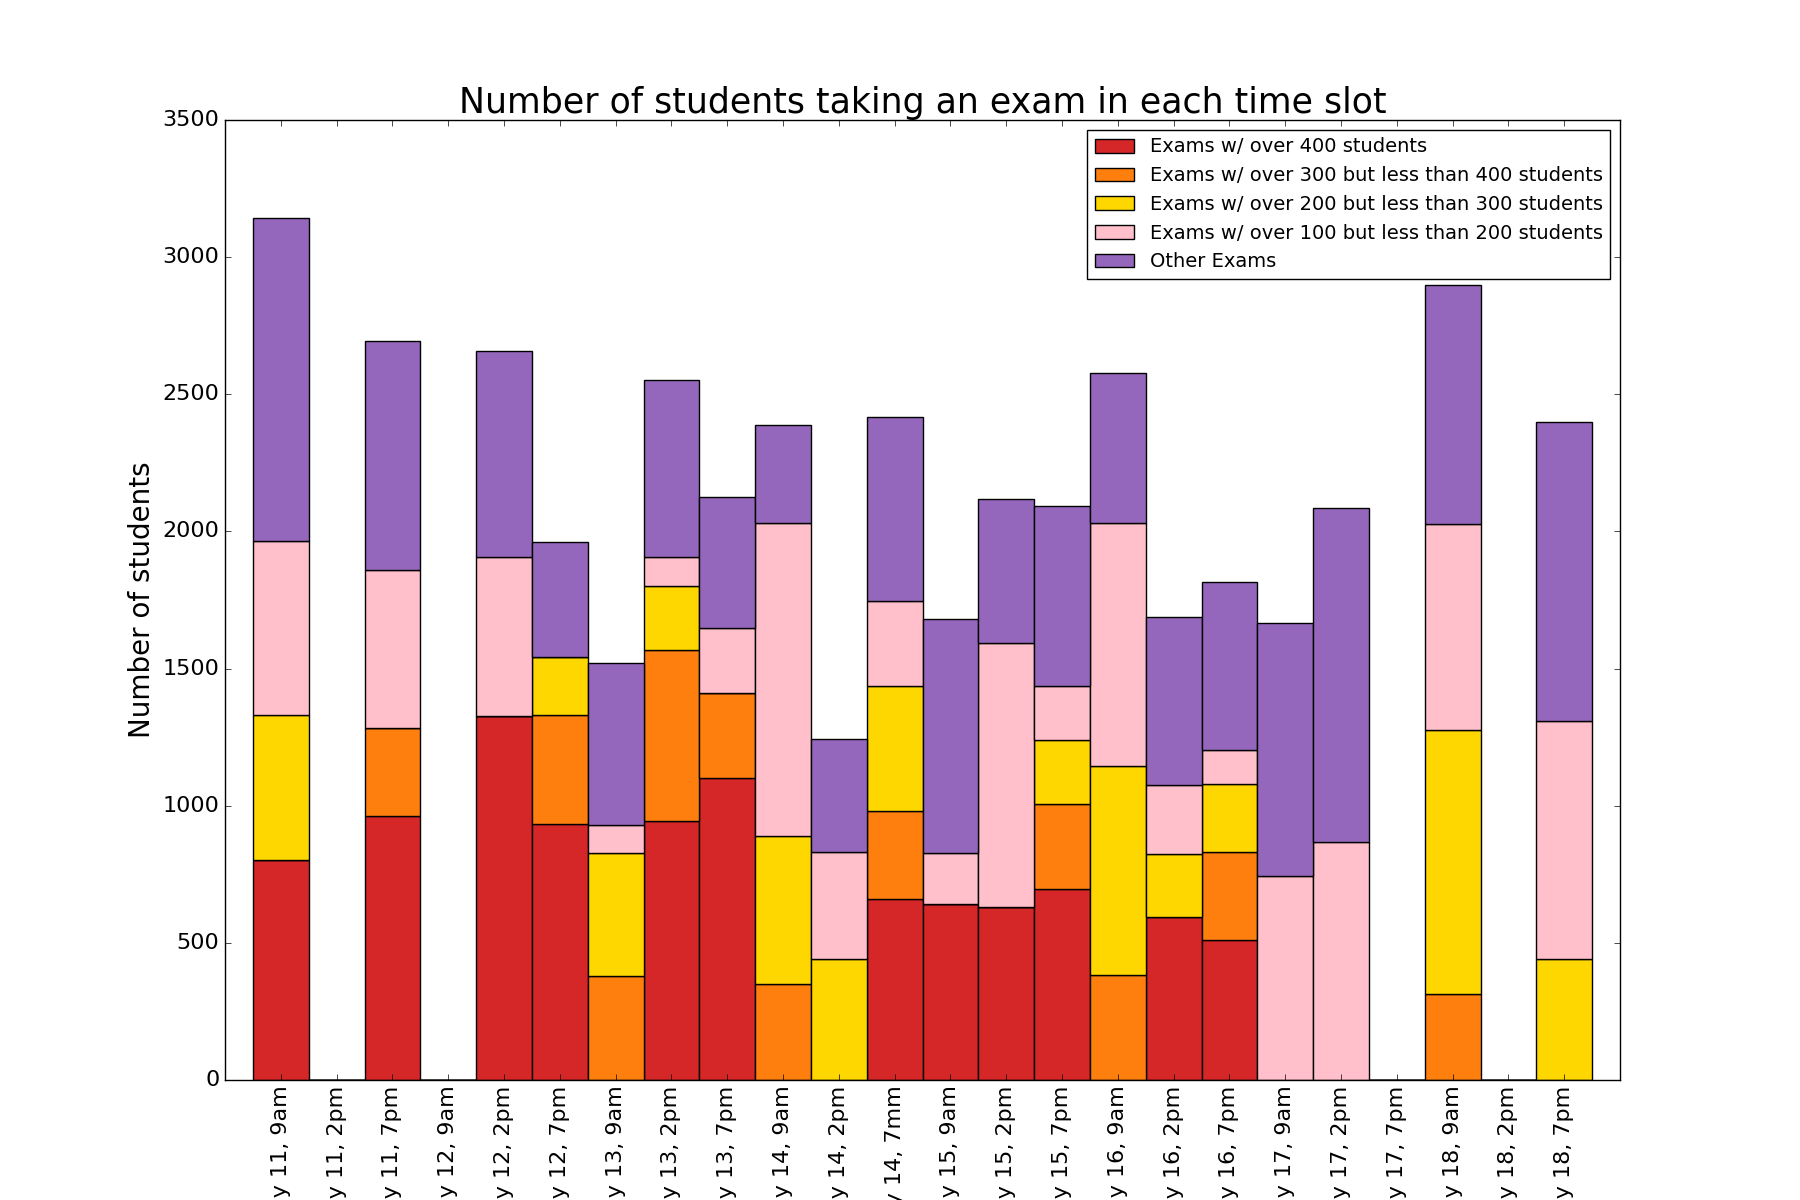 Number of students taking an exam in each time slot
Exams w/ over 400 students
Exams w/ over 300 but less than 400 students
Exams w/ over 200 but less than 300 students
Exams w/ over 100 but less than 200 students
Other Exams
Number of students
3500
3000
2500
2000
1500
1000
500
0
y 11, 9am
y 11, 2pm
y 11, 7pm
y 12, 9am
y 12, 2pm
y 12, 7pm
y 13, 9am
y 13, 2pm
y 13, 7pm
y 14, 9am
y 14, 2pm
y 14, 7mm
y 15, 9am
y 15, 2pm
y 15, 7pm
y 16, 9am
y 16, 2pm
y 16, 7pm
y 17, 9am
y 17, 2pm
y 17, 7pm
y 18, 9am
y 18, 2pm
y 18, 7pm